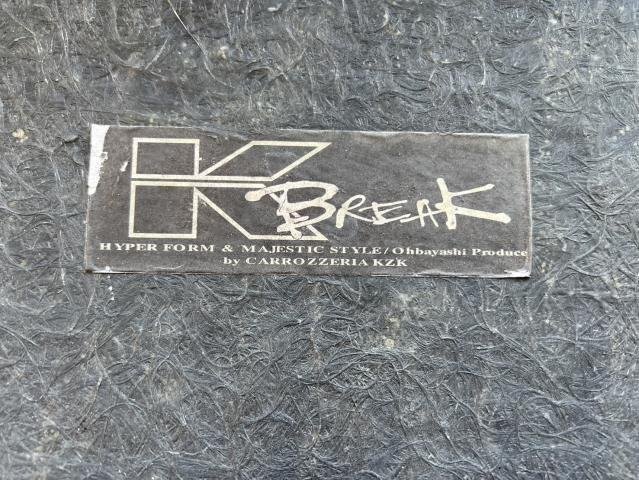 K BREAK
HYPER FORM & MAJESTIC STYLE / Ohbayashi Produce
by CARROZZERIA KZK